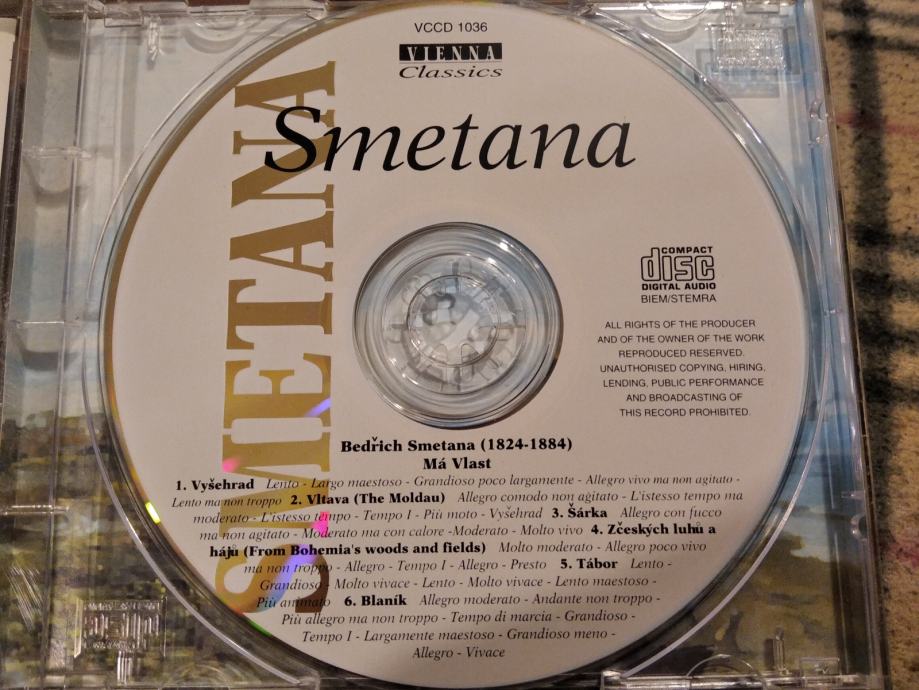 VCCD 1036
VIENNA
Classics
SMETANA
Smetana
COMPACT
disc
DIGITAL AUDIO
BIEM/STEMRA
ALL RIGHTS OF THE PRODUCER
AND OF THE OWNER OF THE WORK
REPRODUCED RESERVED.
UNAUTHORISED COPYING, HIRING,
LENDING, PUBLIC PERFORMANCE
AND BROADCASTING OF
THIS RECORD PROHIBITED.
Bedřich Smetana (1824-1884)
Má Vlast
1. Vyšehrad Lento - Largo maestoso - Grandioso poco largamente - Allegro vivo ma non agitato -
Lento ma non troppo 2. Vltava (The Moldau) Allegro comodo non agitato - L'istesso tempo ma
moderato - L'istesso tempo - Tempo I - Più moto - Vyšehrad 3. Šárka Allegro con fucco
ma non agitato - Moderato ma con calore -Moderato - Molto vivo 4. Zčeských luhů a
hájů (From Bohemia's woods and fields) Molto moderato - Allegro poco vivo
ma non troppo - Allegro - Tempo I - Allegro - Presto 5. Tábor Lento -
Grandioso - Molto vivace - Lento - Molto vivace - Lento maestoso -
Più animato 6. Blaník Allegro moderato - Andante non troppo -
Più allegro ma non troppo - Tempo di marcia - Grandioso -
Tempo I - Largamente maestoso - Grandioso meno -
Allegro - Vivace